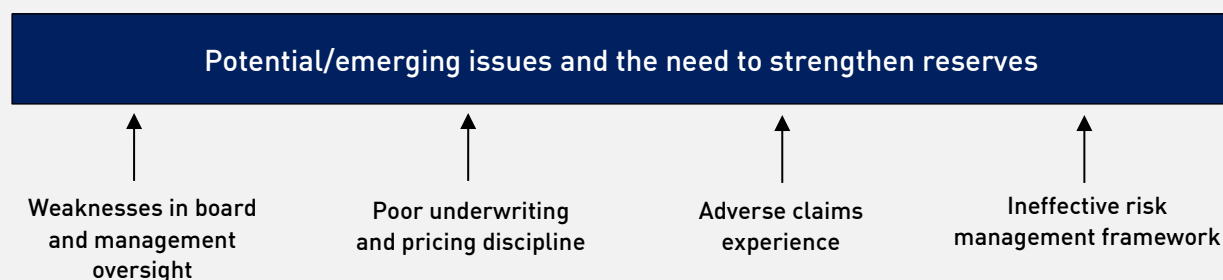 Potential/emerging issues and the need to strengthen reserves
Weaknesses in board
and management
oversight
Poor underwriting
and pricing discipline
Adverse claims
experience
Ineffective risk
management framework